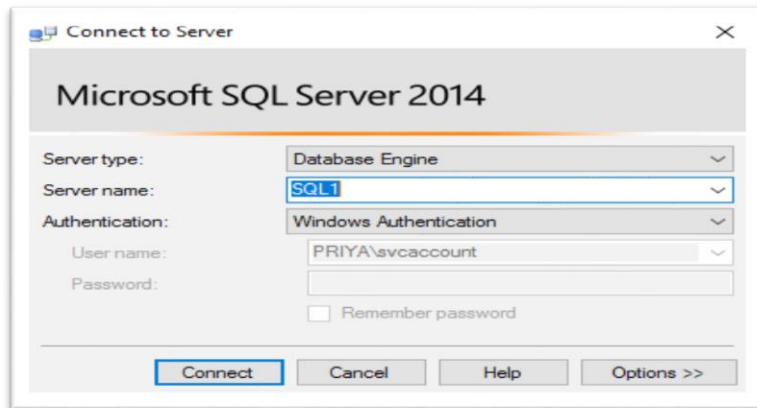 Connect to Server
Microsoft SQL Server 2014
Server type: Database Engine
Server name: SQL1
Authentication: Windows Authentication
User name: PRIYA\svcaccount
Password:
Remember password
Connect Cancel Help Options >>